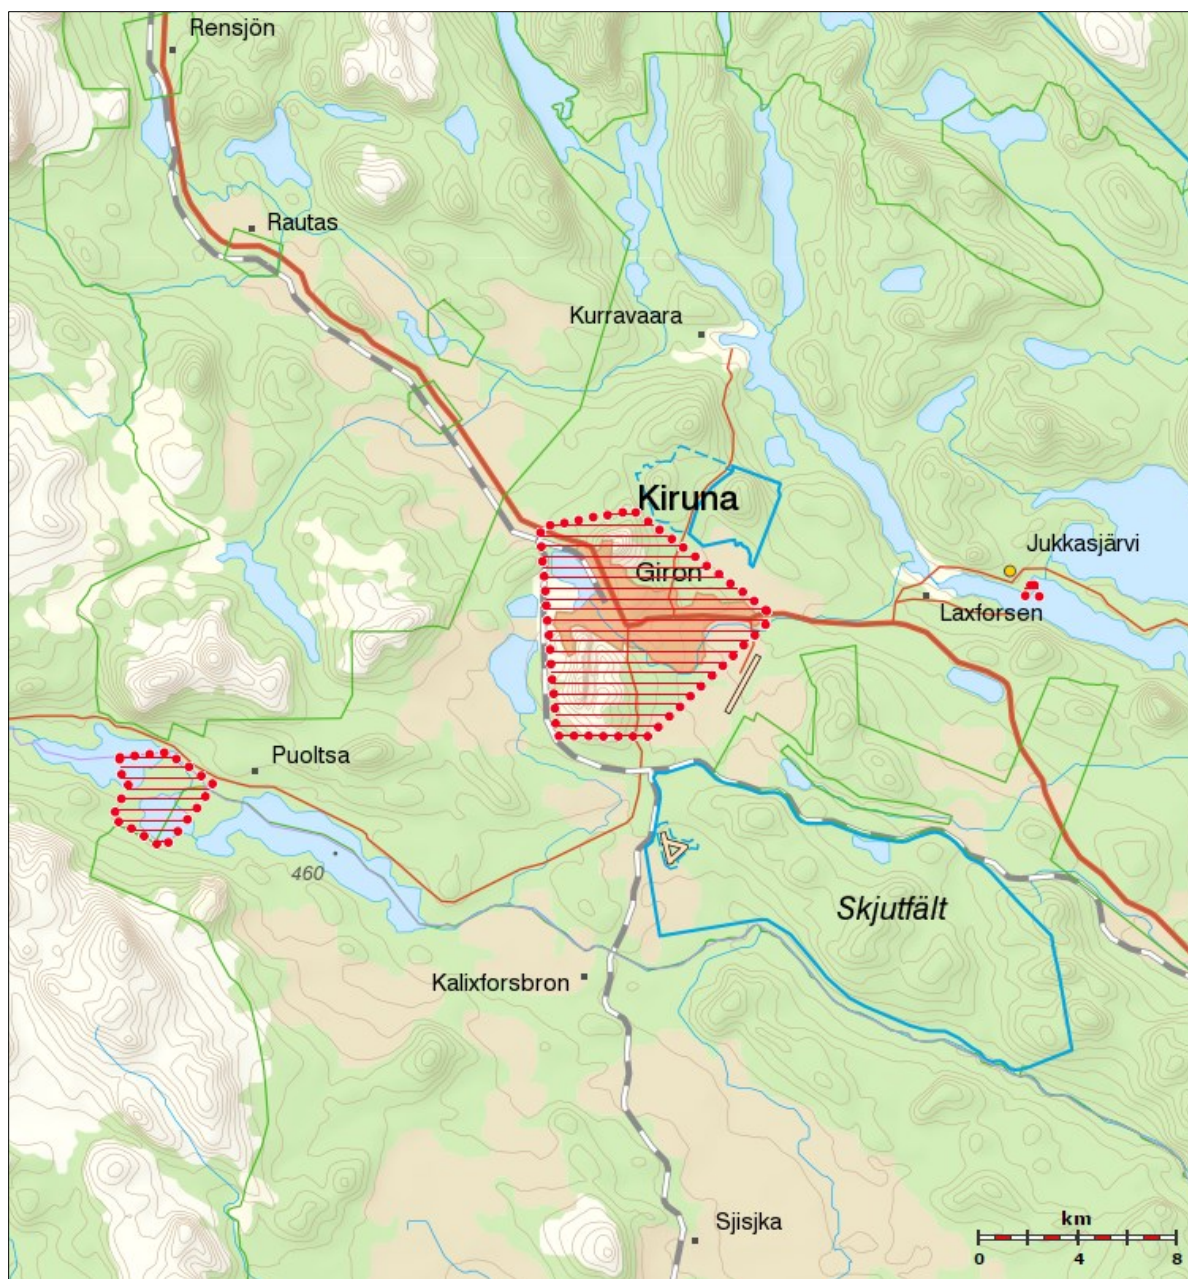 Rensjön
Rautas
Kurravaara
Kiruna
Jukkasjärvi
Giron
Laxforsen
Puoltsa
460
Skjutfält
Kalixforsbron
Sjisjka
km
0 4 8